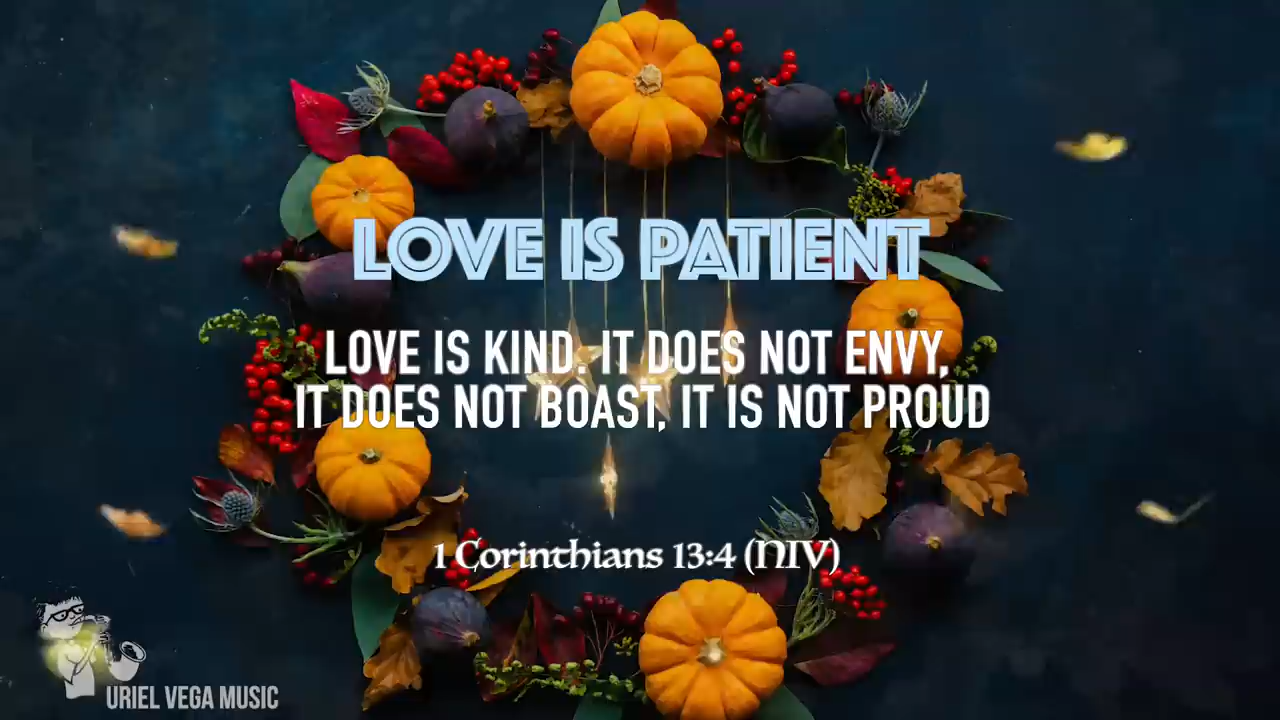 LOVE IS PATIENT
LOVE IS KIND. IT DOES NOT ENVY,
IT DOES NOT BOAST, IT IS NOT PROUD
1 Corinthians 13:4 (NIV)
URIEL VEGA MUSIC